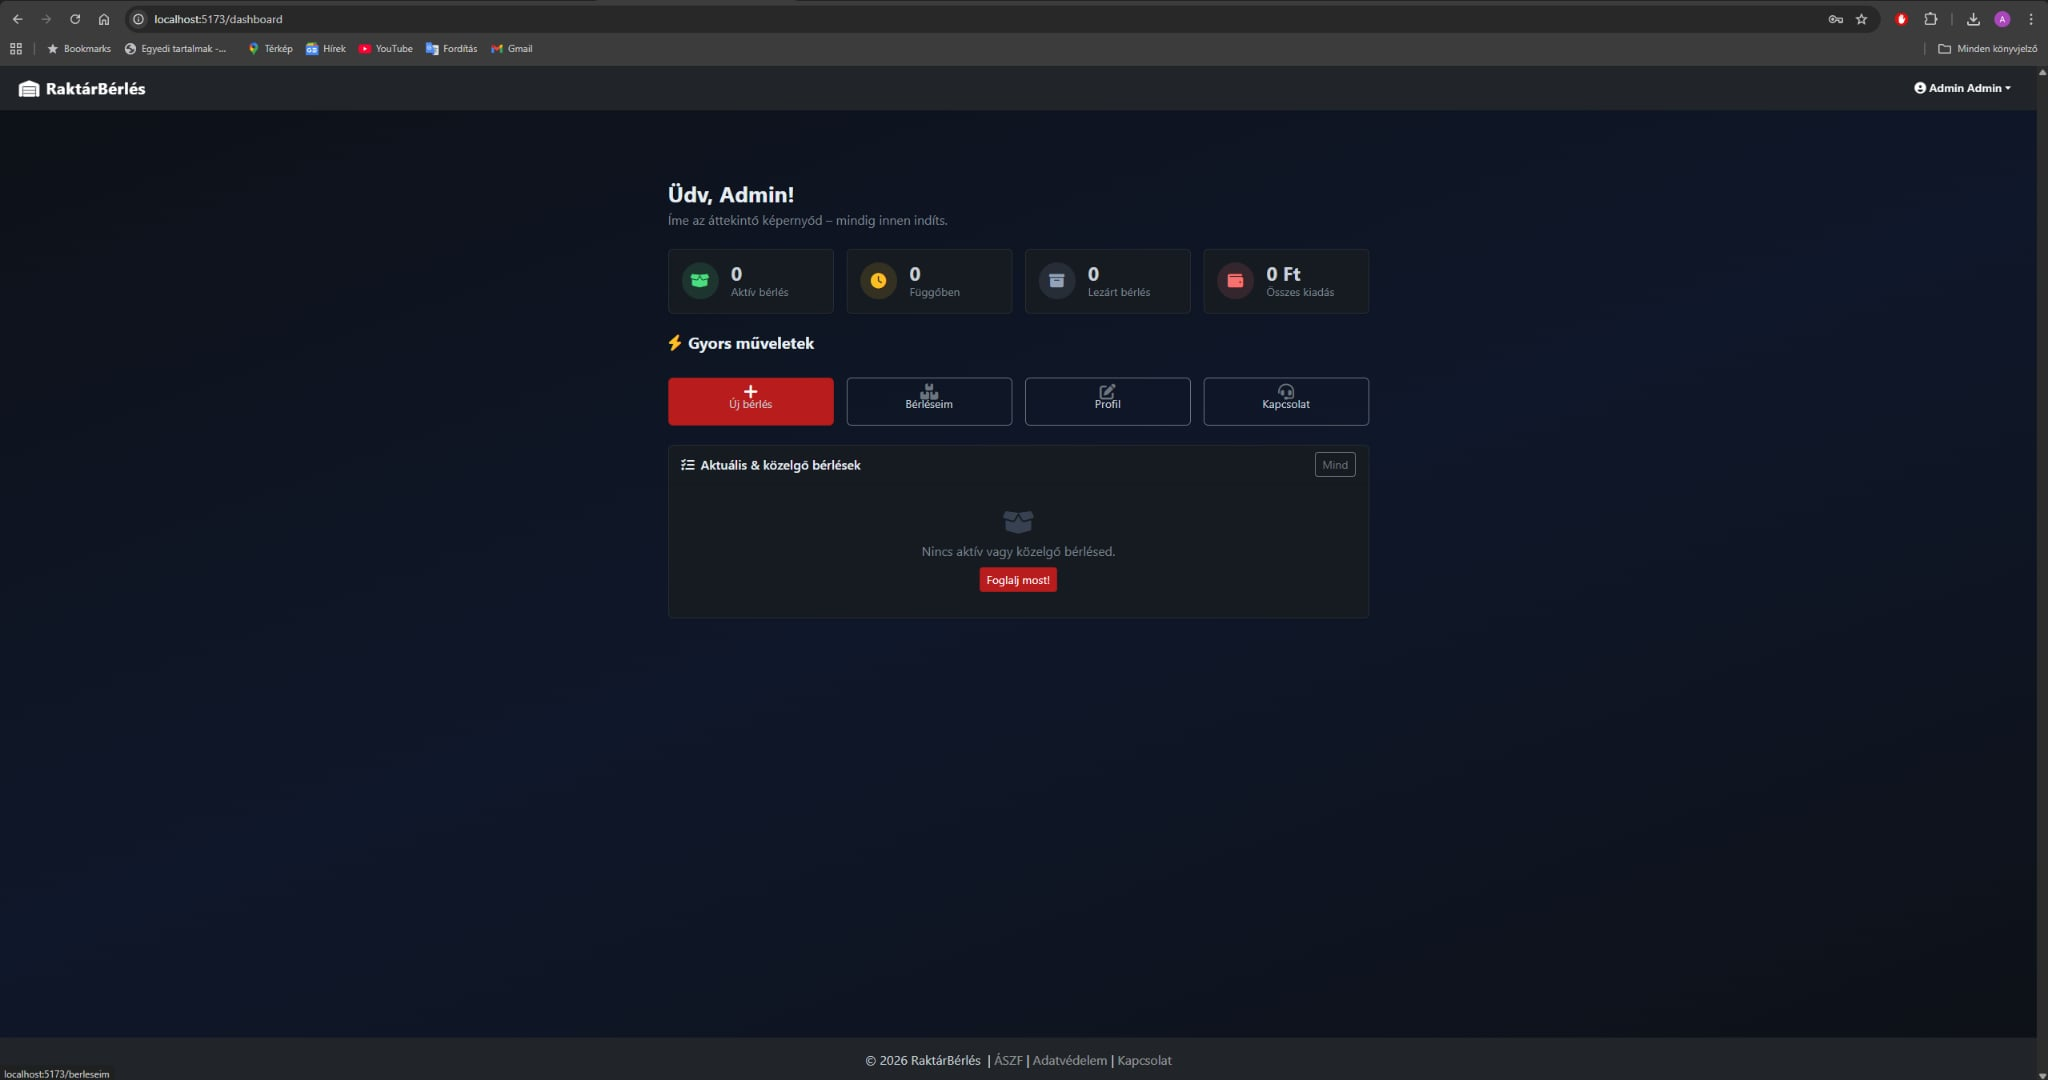 localhost:5173/dashboard
Bookmarks Egyedi tartalmak -... Térkép Hírek YouTube Fordítás Gmail Minden könyvjelző
RaktárBérlés Admin Admin
Üdv, Admin!
Íme az áttekintő képernyőd – mindig innen indíts.
0 0 0 0 Ft
Aktív bérlés Függőben Lezárt bérlés Összes kiadás
Gyors műveletek
Új bérlés Bérléseim Profil Kapcsolat
Aktuális & közelgő bérlések Mind
Nincs aktív vagy közelgő bérlésed.
Foglalj most!
© 2026 RaktárBérlés | ÁSZF | Adatvédelem | Kapcsolat
localhost:5173/berleseim